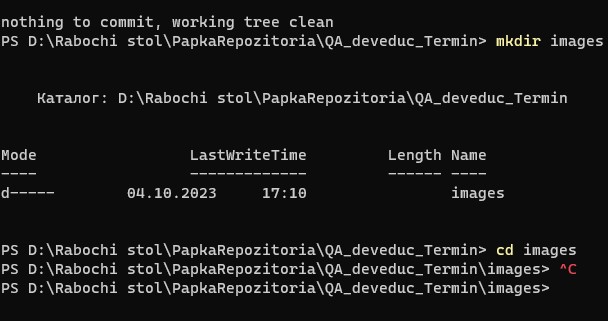 nothing to commit, working tree clean
PS D:\Rabochi stol\PapkaRepozitoria\QA_deveduc_Termin> mkdir images
Каталог: D:\Rabochi stol\PapkaRepozitoria\QA_deveduc_Termin
Mode LastWriteTime Length Name
---- ------------- ------ ----
d----- 04.10.2023 17:10 images
PS D:\Rabochi stol\PapkaRepozitoria\QA_deveduc_Termin> cd images
PS D:\Rabochi stol\PapkaRepozitoria\QA_deveduc_Termin\images> ^C
PS D:\Rabochi stol\PapkaRepozitoria\QA_deveduc_Termin\images>